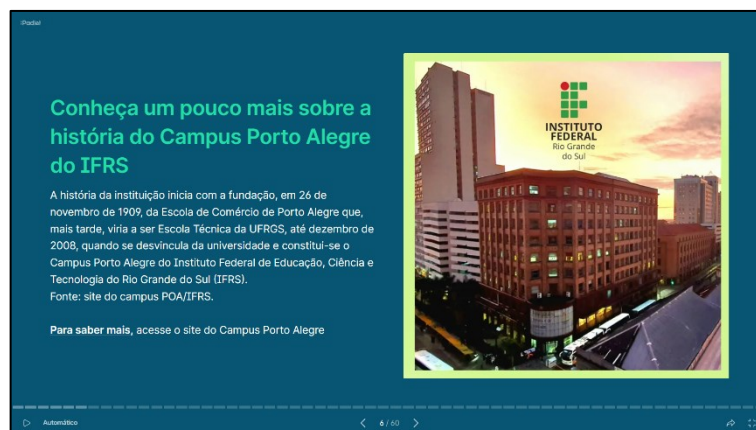 ¡Padlet
Conheça um pouco mais sobre a
história do Campus Porto Alegre
do IFRS
A história da instituição inicia com a fundação, em 26 de
novembro de 1909, da Escola de Comércio de Porto Alegre que,
mais tarde, viria a ser Escola Técnica da UFRGS, até dezembro de
2008, quando se desvincula da universidade e constitui-se o
Campus Porto Alegre do Instituto Federal de Educação, Ciência e
Tecnologia do Rio Grande do Sul (IFRS).
Fonte: site do campus POA/IFRS.
Para saber mais, acesse o site do Campus Porto Alegre
INSTITUTO
FEDERAL
Rio Grande
do Sul
Automático
6 / 60